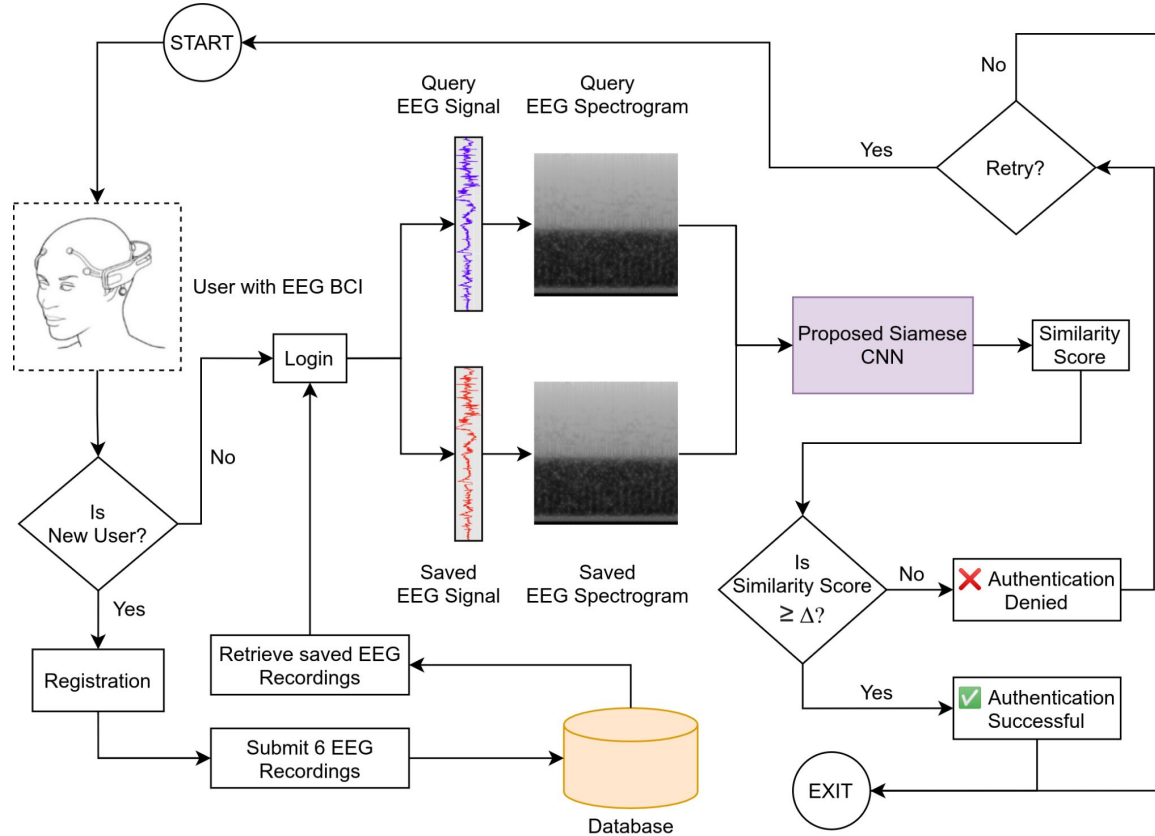 START
Query
EEG Signal
Query
EEG Spectrogram
No
Yes
Retry?
User with EEG BCI
Login
Proposed Siamese
CNN
Similarity
Score
No
Is
New User?
Yes
Saved
EEG Signal
Saved
EEG Spectrogram
Is
Similarity Score
≥ Δ?
No
❌ Authentication
Denied
Registration
Retrieve saved EEG
Recordings
Yes
✅ Authentication
Successful
Submit 6 EEG
Recordings
EXIT
Database